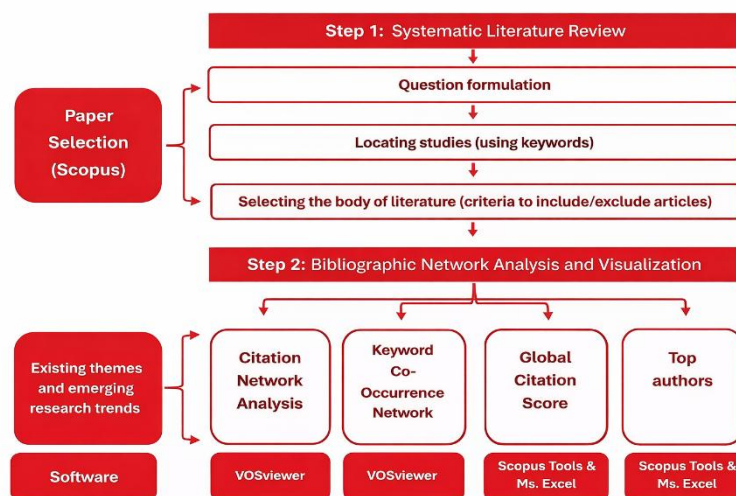 Step 1: Systematic Literature Review
Paper
Selection
(Scopus)
Question formulation
Locating studies (using keywords)
Selecting the body of literature (criteria to include/exclude articles)
Step 2: Bibliographic Network Analysis and Visualization
Existing themes
and emerging
research trends
Citation
Network
Analysis
Keyword
Co-
Occurrence
Network
Global
Citation
Score
Top
authors
Software
VOSviewer
VOSviewer
Scopus Tools &
Ms. Excel
Scopus Tools &
Ms. Excel